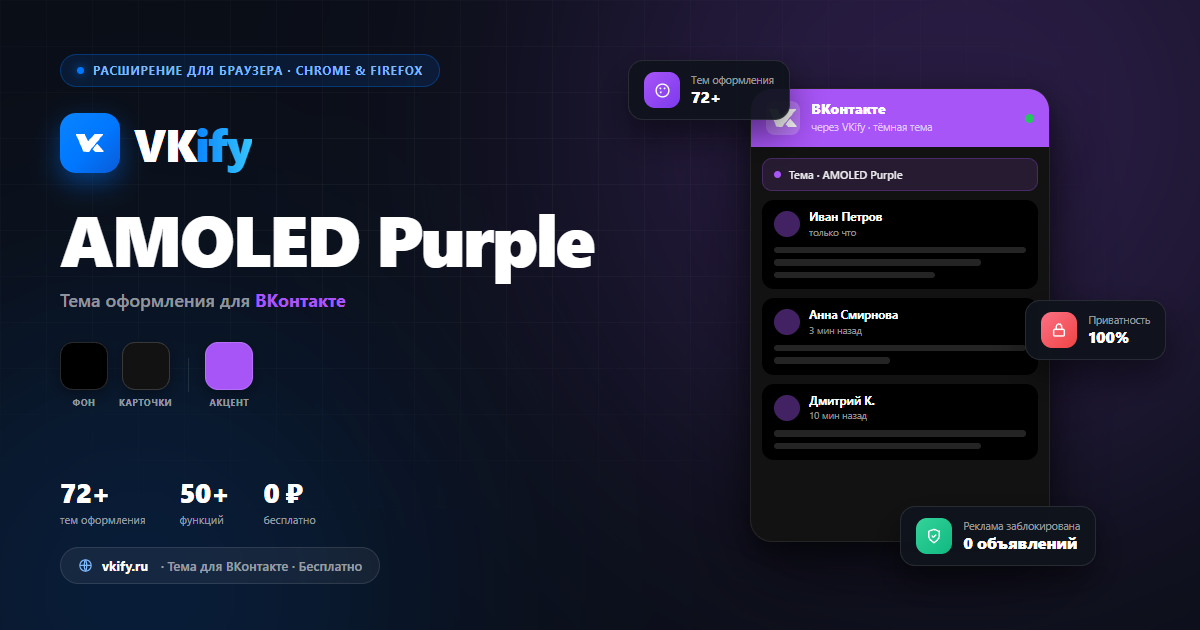 РАСШИРЕНИЕ ДЛЯ БРАУЗЕРА · CHROME & FIREFOX
VKify
AMOLED Purple
Тема оформления для ВКонтакте
ФОН
КАРТОЧКИ
АКЦЕНТ
72+
тем оформления
50+
функций
0 ₽
бесплатно
vkify.ru · Тема для ВКонтакте · Бесплатно
Тем оформления
72+
ВКонтакте
через VKify · тёмная тема
Тема · AMOLED Purple
Иван Петров
только что
Анна Смирнова
3 мин назад
Дмитрий К.
10 мин назад
Приватность
100%
Реклама заблокирована
0 объявлений